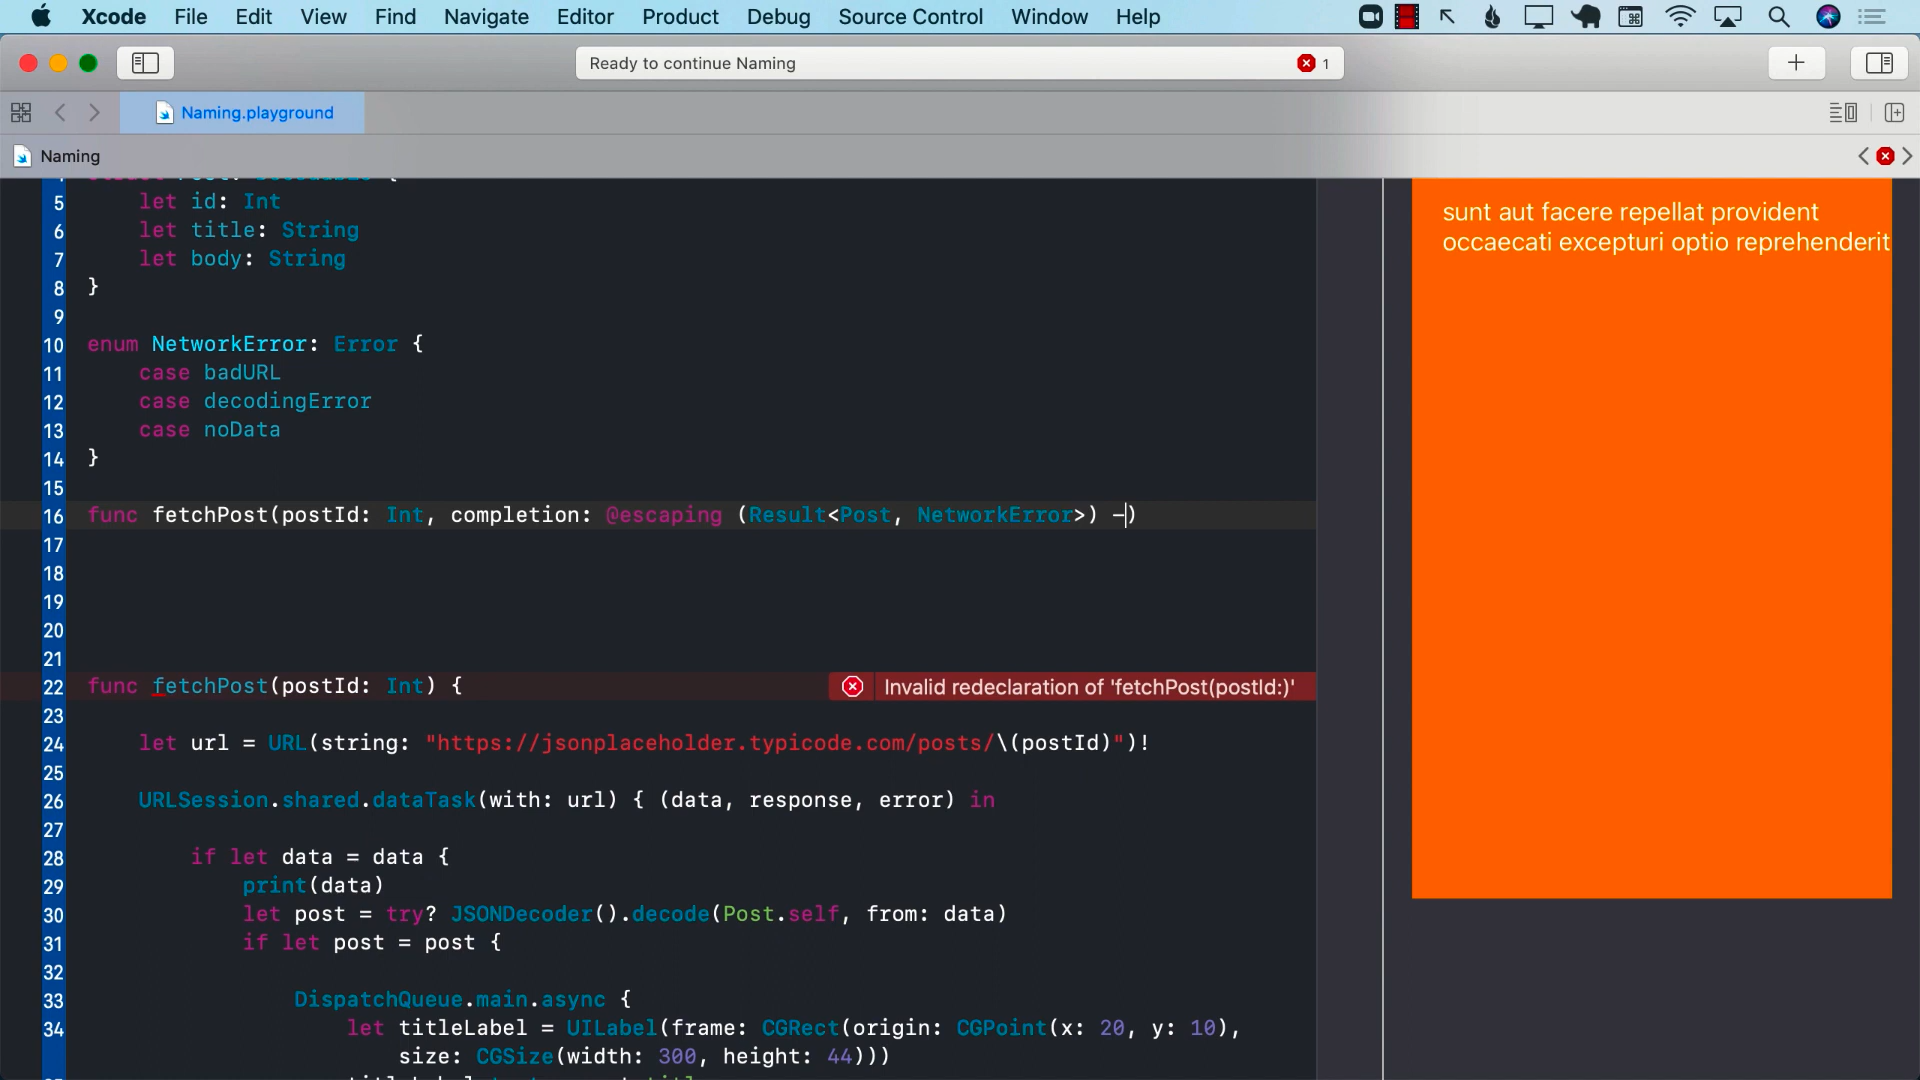 Xcode File Edit View Find Navigate Editor Product Debug Source Control Window Help
Ready to continue Naming 1
Naming.playground
Naming
5 let id: Int
6 let title: String
7 let body: String
8 }
9
10 enum NetworkError: Error {
11 case badURL
12 case decodingError
13 case noData
14 }
15
16 func fetchPost(postId: Int, completion: @escaping (Result<Post, NetworkError>) -)
17
18
19
20
21
22 func fetchPost(postId: Int) { Invalid redeclaration of 'fetchPost(postId:)'
23
24 let url = URL(string: "https://jsonplaceholder.typicode.com/posts/\(postId)")!
25
26 URLSession.shared.dataTask(with: url) { (data, response, error) in
27
28 if let data = data {
29 print(data)
30 let post = try? JSONDecoder().decode(Post.self, from: data)
31 if let post = post {
32
33 DispatchQueue.main.async {
34 let titleLabel = UILabel(frame: CGRect(origin: CGPoint(x: 20, y: 10),
size: CGSize(width: 300, height: 44)))
sunt aut facere repellat provident
occaecati excepturi optio reprehenderit